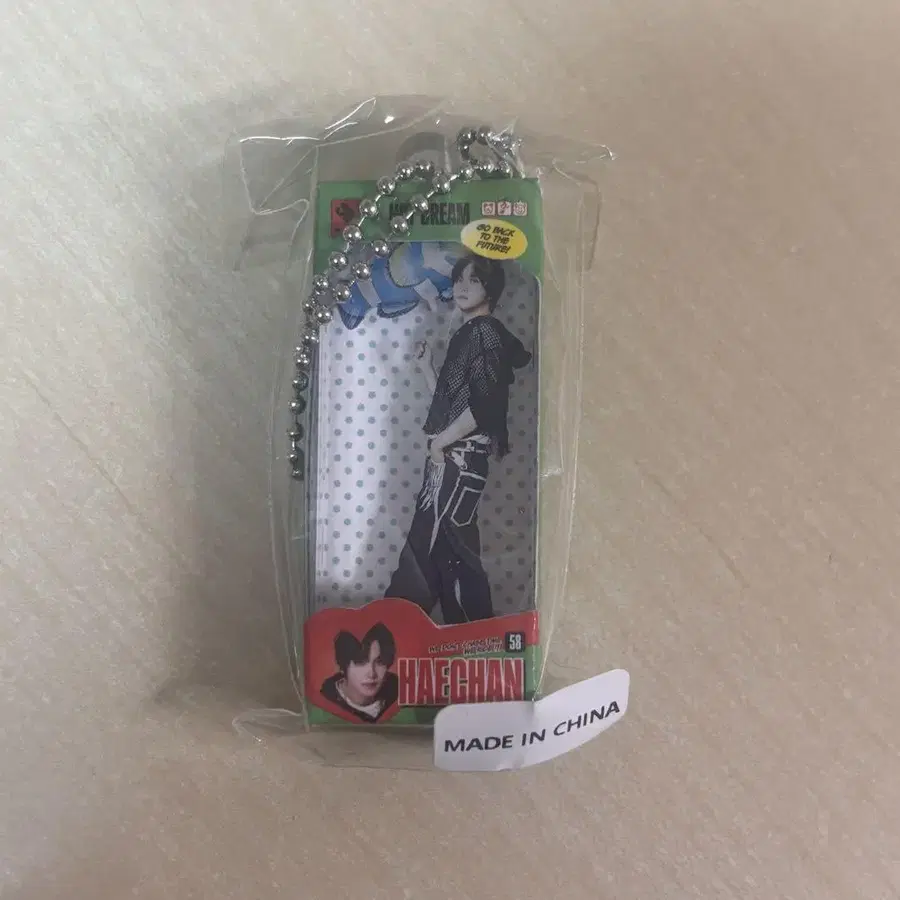 DREAM
GO BACK
TO THE
FUTURE!
58
HAECHAN
MADE IN CHINA